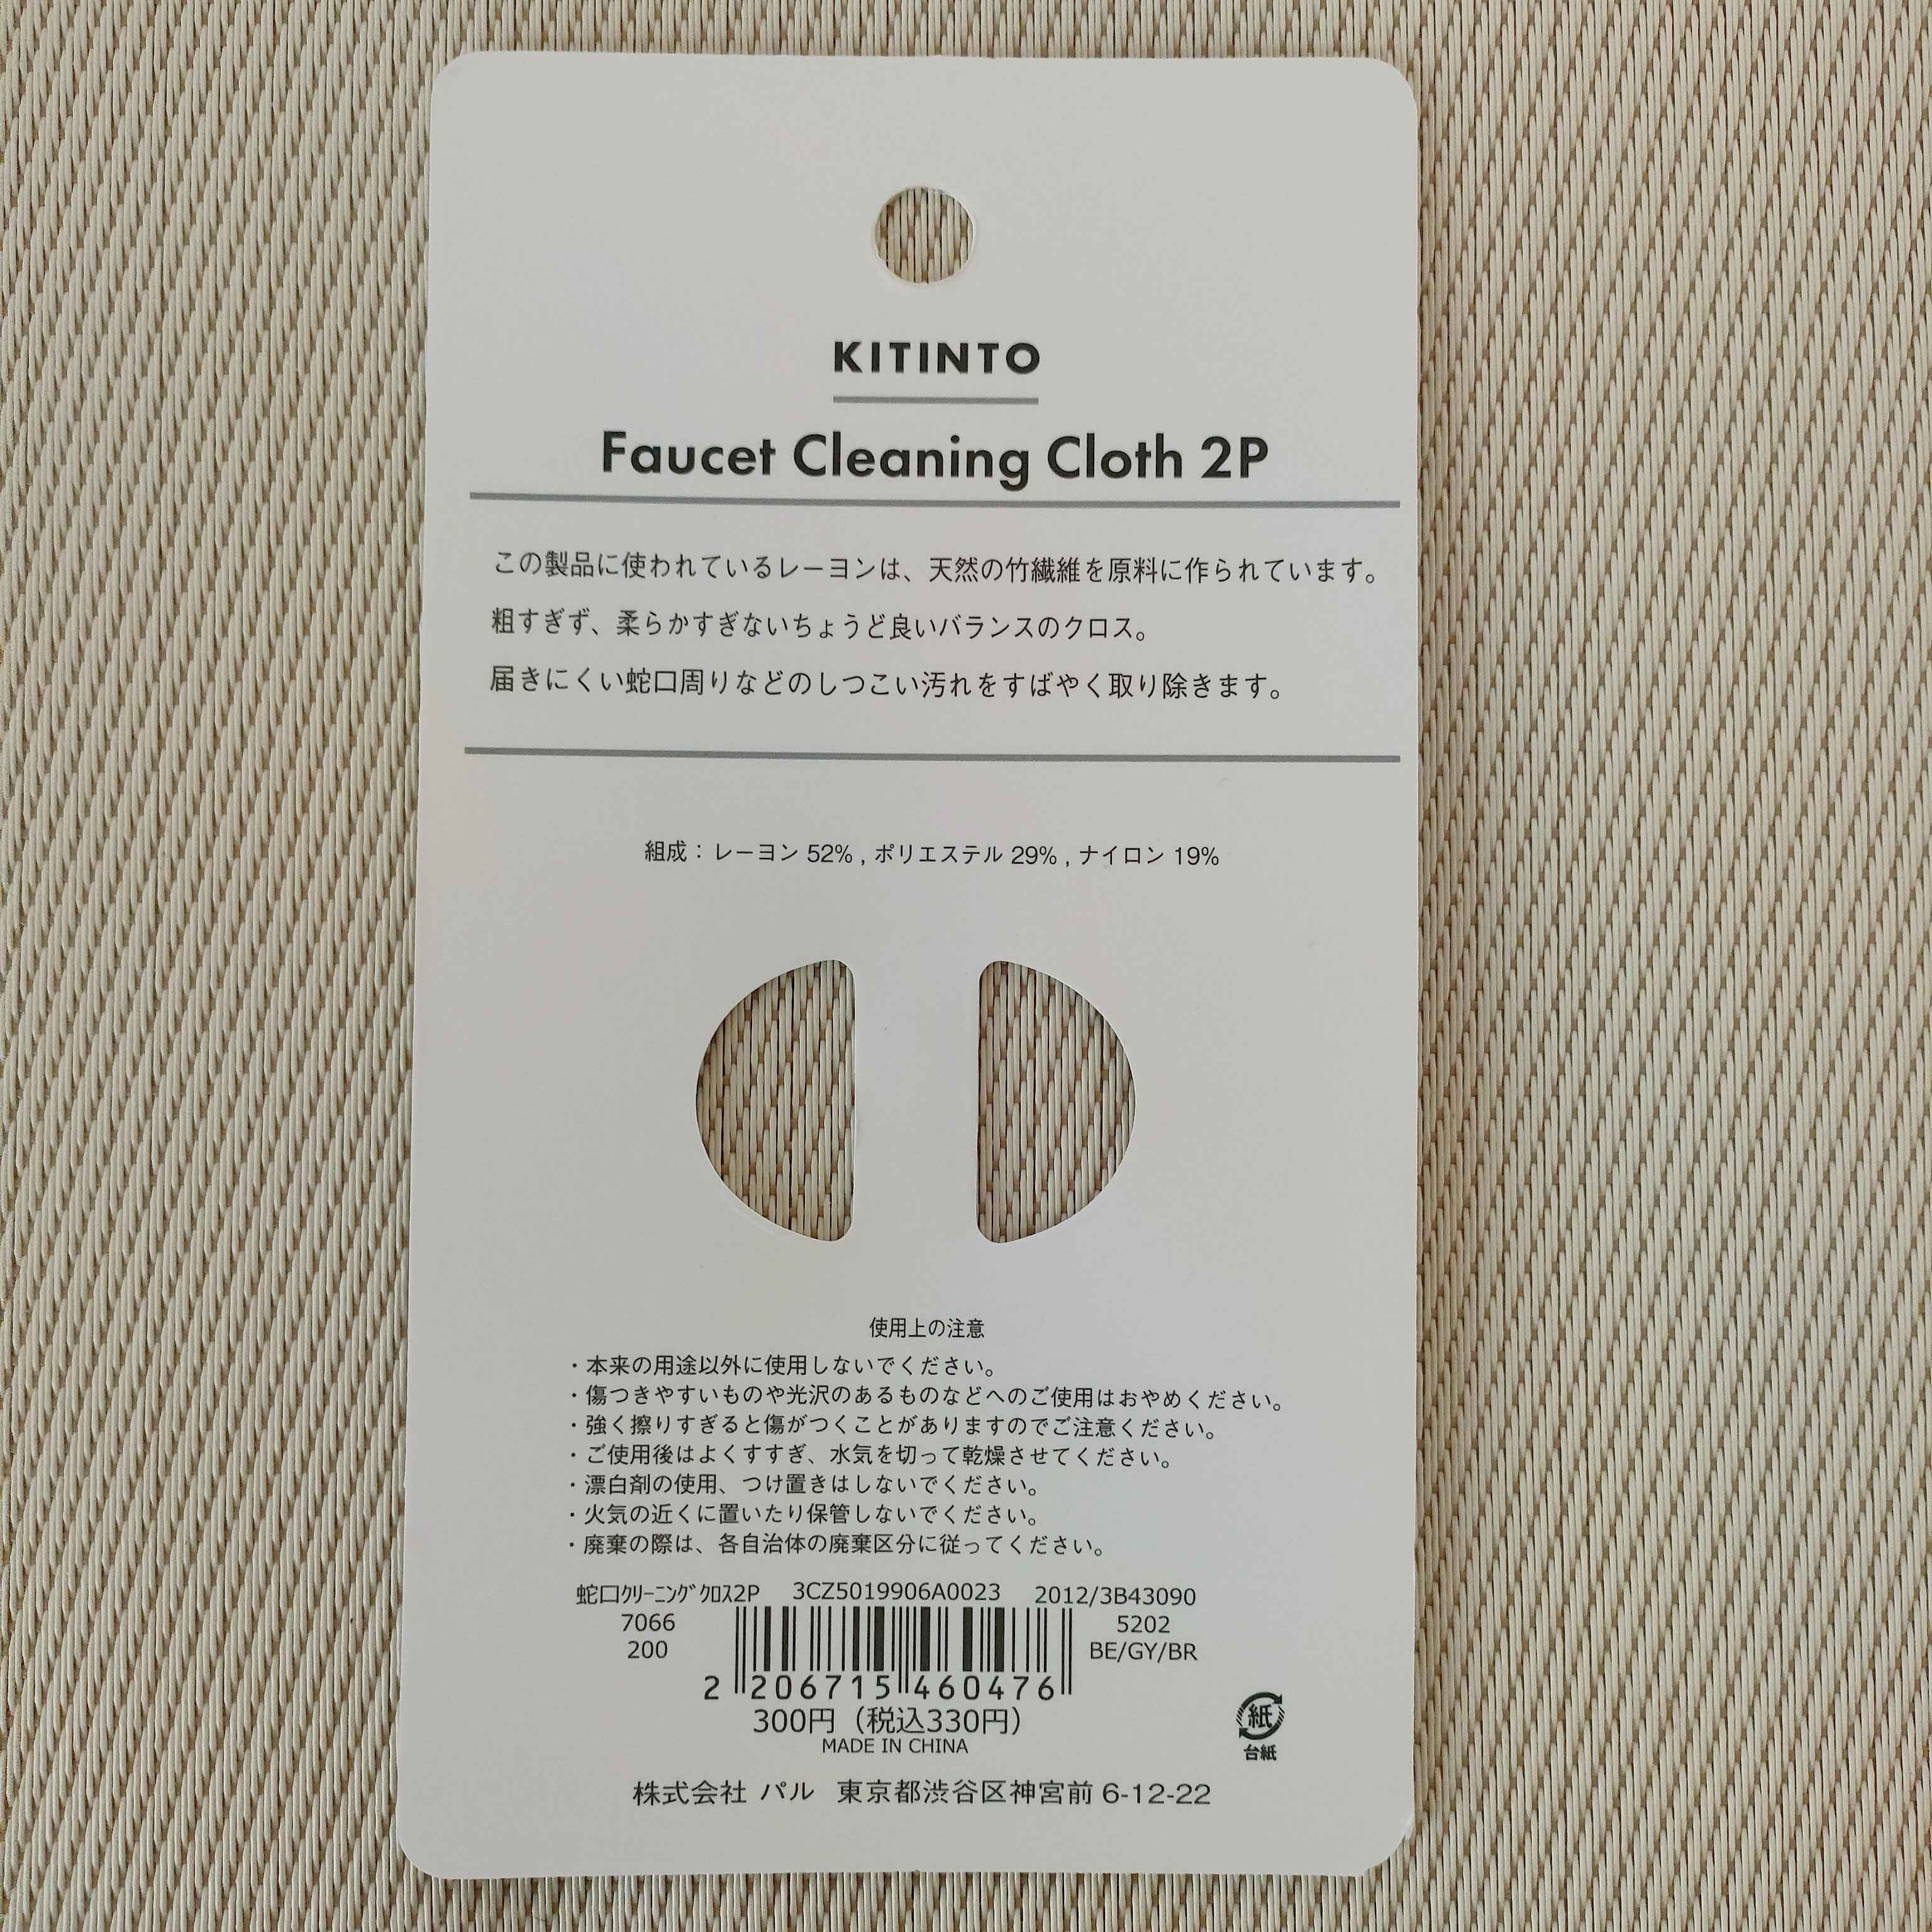 KITINTO
Faucet Cleaning Cloth 2P
この製品に使われているレーヨンは、天然の竹繊維を原料に作られています。
粗すぎず、柔らかすぎないちょうど良いバランスのクロス。
届きにくい蛇口周りなどのしつこい汚れをすばやく取り除きます。
組成：レーヨン 52% , ポリエステル 29% , ナイロン 19%
使用上の注意
・本来の用途以外に使用しないでください。
・傷つきやすいものや光沢のあるものなどへのご使用はおやめください。
・強く擦りすぎると傷がつくことがありますのでご注意ください。
・ご使用後はよくすすぎ、水気を切って乾燥させてください。
・漂白剤の使用、つけ置きはしないでください。
・火気の近くに置いたり保管しないでください。
・廃棄の際は、各自治体の廃棄区分に従ってください。
蛇口ｸﾘｰﾆﾝｸﾞｸﾛｽ2P 3CZ5019906A0023 2012/3B43090
7066 5202
200 BE/GY/BR
2 206715 460476
300円（税込330円）
MADE IN CHINA
紙
台紙
株式会社 パル 東京都渋谷区神宮前 6-12-22